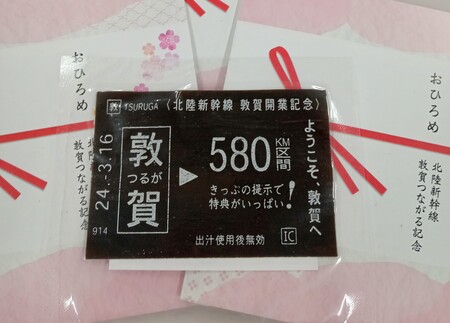 敦 TSURUGA 〈北陸新幹線 敦賀開業記念〉
24.-3.16
敦賀
つるが
▶
580 KM区間
きっぷの提示で
特典がいっぱい!
ようこそ、敦賀へ
914
出汁使用後無効
IC
おひろめ
北陸新幹線
敦賀つながる記念
おひろめ
北陸新幹線
敦賀つながる記念